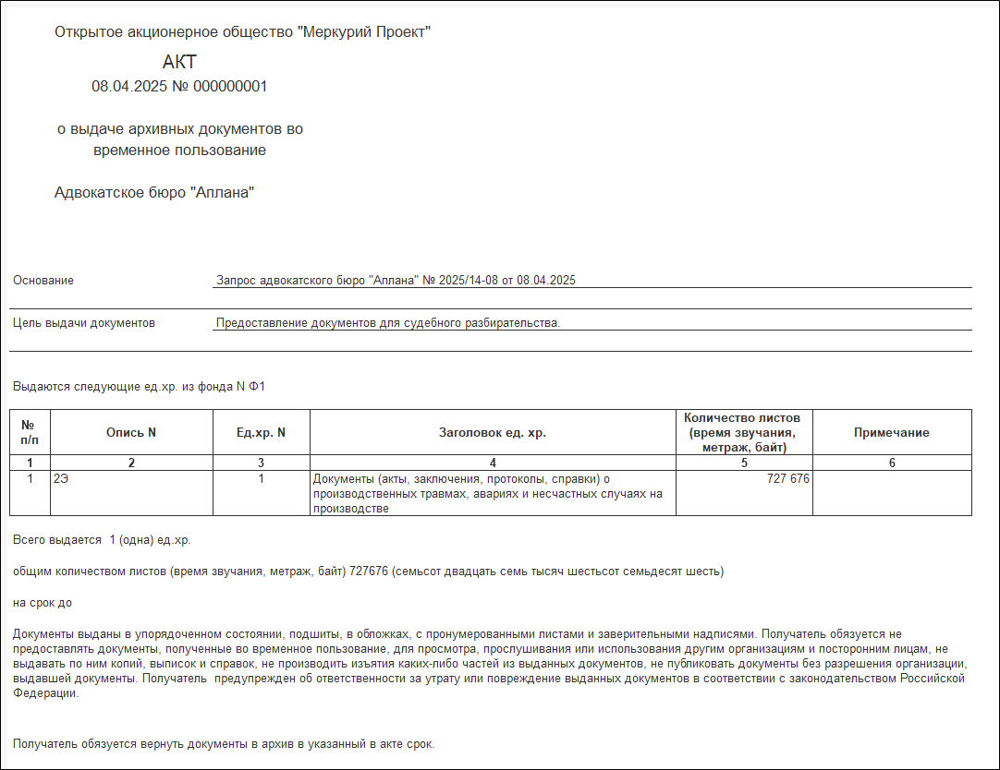 Открытое акционерное общество "Меркурий Проект"
АКТ
08.04.2025 № 000000001
о выдаче архивных документов во
временное пользование
Адвокатское бюро "Аплана"
Основание
Запрос адвокатского бюро "Аплана" № 2025/14-08 от 08.04.2025
Цель выдачи документов
Предоставление документов для судебного разбирательства.
Выдаются следующие ед.хр. из фонда N Ф1
№ п/п
Опись N
Ед.хр. N
Заголовок ед. хр.
Количество листов
(время звучания,
метраж, байт)
Примечание
1 2 3 4 5 6
1 2Э 1 Документы (акты, заключения, протоколы, справки) о 727 676
производственных травмах, авариях и несчастных случаях на
производстве
Всего выдается  1 (одна) ед.хр.
общим количеством листов (время звучания, метраж, байт) 727676 (семьсот двадцать семь тысяч шестьсот семьдесят шесть)
на срок до
Документы выданы в упорядоченном состоянии, подшиты, в обложках, с пронумерованными листами и заверительными надписями. Получатель обязуется не
предоставлять документы, полученные во временное пользование, для просмотра, прослушивания или использования другим организациям и посторонним лицам, не
выдавать по ним копий, выписок и справок, не производить изъятия каких-либо частей из выданных документов, не публиковать документы без разрешения организации,
выдавшей документы. Получатель  предупрежден об ответственности за утрату или повреждение выданных документов в соответствии с законодательством Российской
Федерации.
Получатель обязуется вернуть документы в архив в указанный в акте срок.